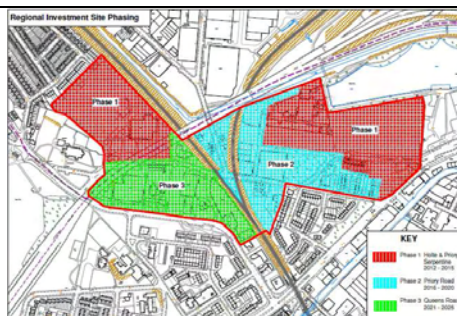 Regional Investment Site Phasing
Phase 1
Phase 1
Phase 2
Phase 3
KEY
Phase 1: Holte & Priory
Serpentine
2012 - 2015
Phase 2: Priory Road
2016 - 2020
Phase 3: Queens Road
2021 - 2025